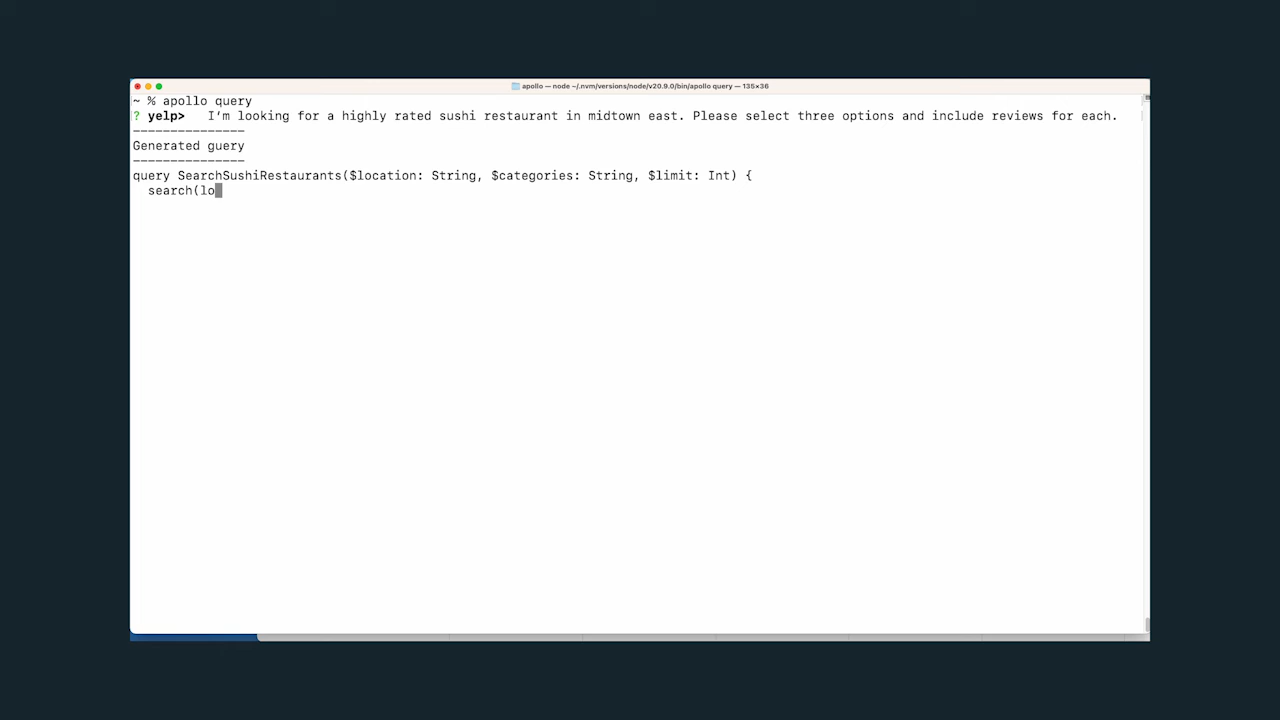 apollo — node ~/.nvm/versions/node/v20.9.0/bin/apollo query — 135×36
~ % apollo query
? yelp>   I'm looking for a highly rated sushi restaurant in midtown east. Please select three options and include reviews for each.
---------------
Generated query
---------------
query SearchSushiRestaurants($location: String, $categories: String, $limit: Int) {
  search(lo